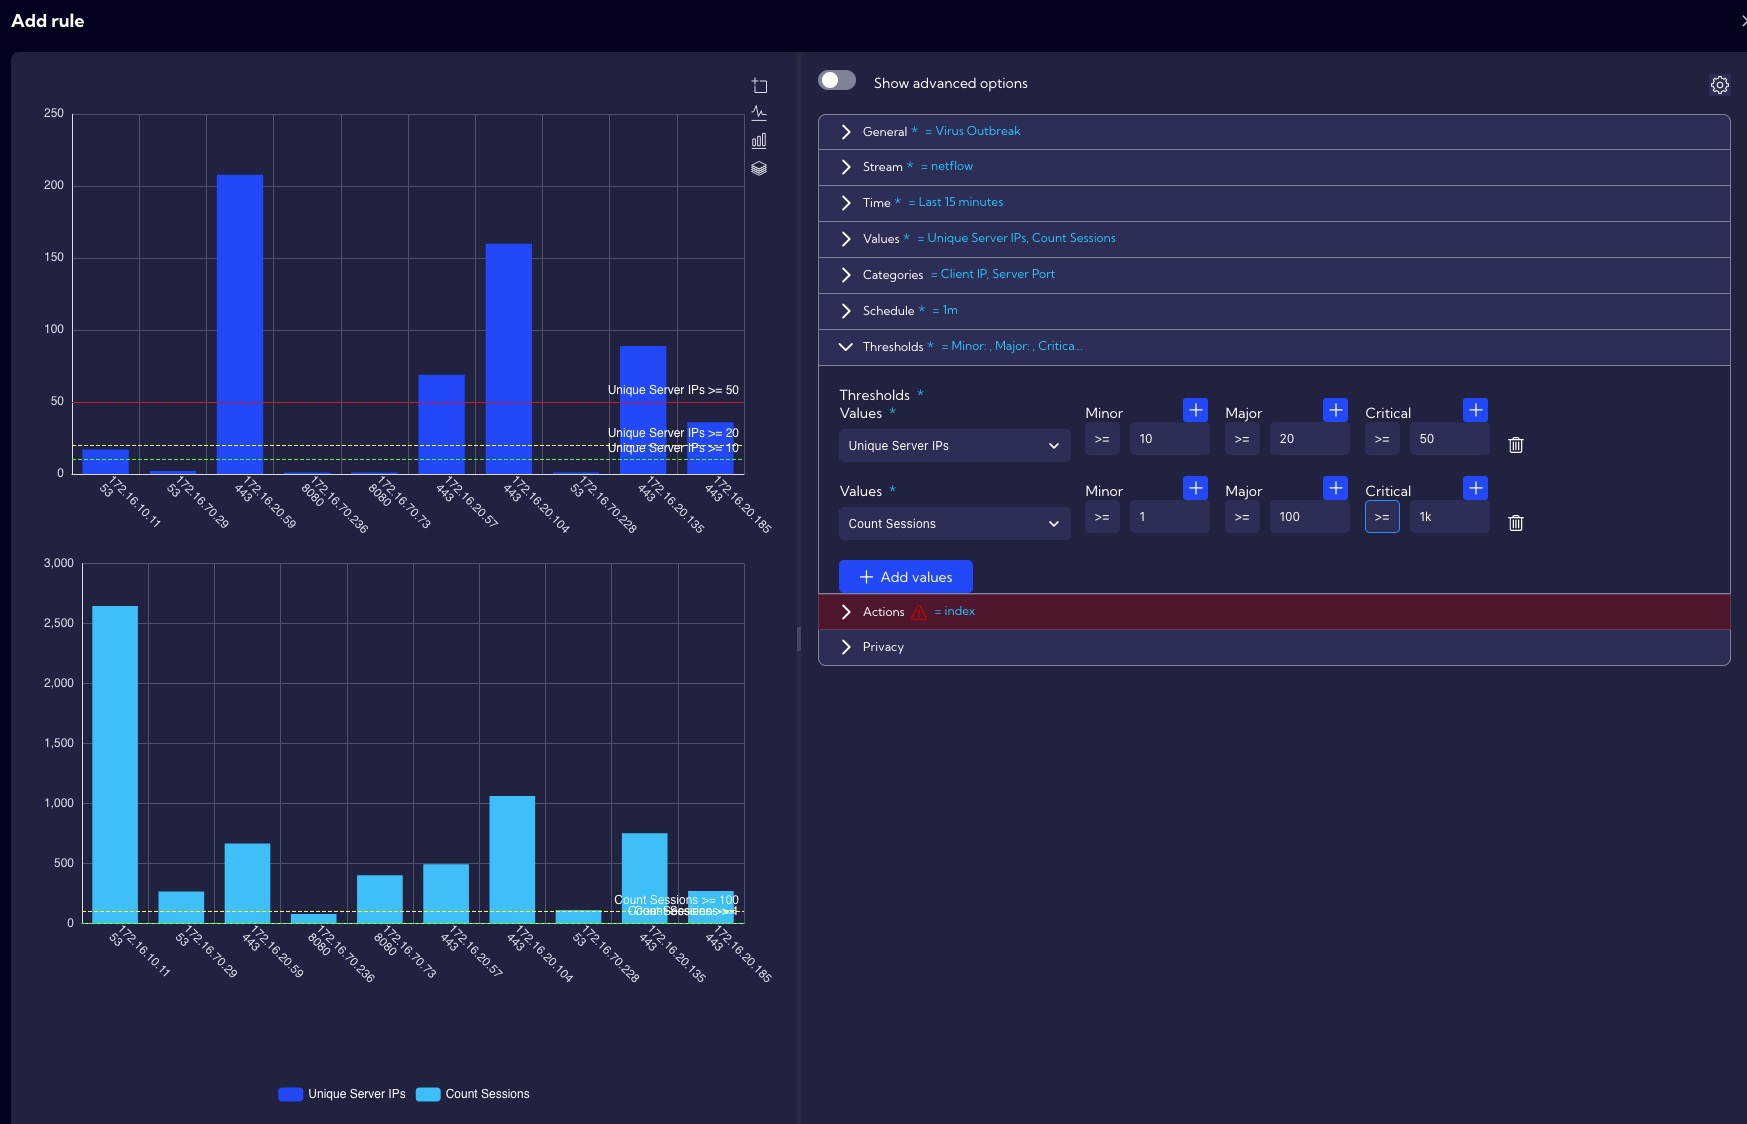 Add rule
250
200
150
100
50
0
Unique Server IPs >= 50
Unique Server IPs >= 20
Unique Server IPs >= 10
172.16.10.11
53
172.16.70.29
53
172.16.20.59
443
172.16.70.236
8080
172.16.70.73
8080
172.16.20.57
443
172.16.20.104
443
172.16.70.228
53
172.16.20.135
443
172.16.20.185
443
3,000
2,500
2,000
1,500
1,000
500
0
Count Sessions >= 100
172.16.10.11
53
172.16.70.29
53
172.16.20.59
443
172.16.70.236
8080
172.16.70.73
8080
172.16.20.57
443
172.16.20.104
443
172.16.70.228
53
172.16.20.135
443
172.16.20.185
443
Unique Server IPs Count Sessions
Show advanced options
General * = Virus Outbreak
Stream * = netflow
Time * = Last 15 minutes
Values * = Unique Server IPs, Count Sessions
Categories = Client IP, Server Port
Schedule * = 1m
Thresholds * = Minor: , Major: , Critica...
Thresholds *
Values * Minor + Major + Critical +
Unique Server IPs >= 10 >= 20 >= 50
Values * Minor + Major + Critical +
Count Sessions >= 1 >= 100 >= 1k
+ Add values
Actions = index
Privacy